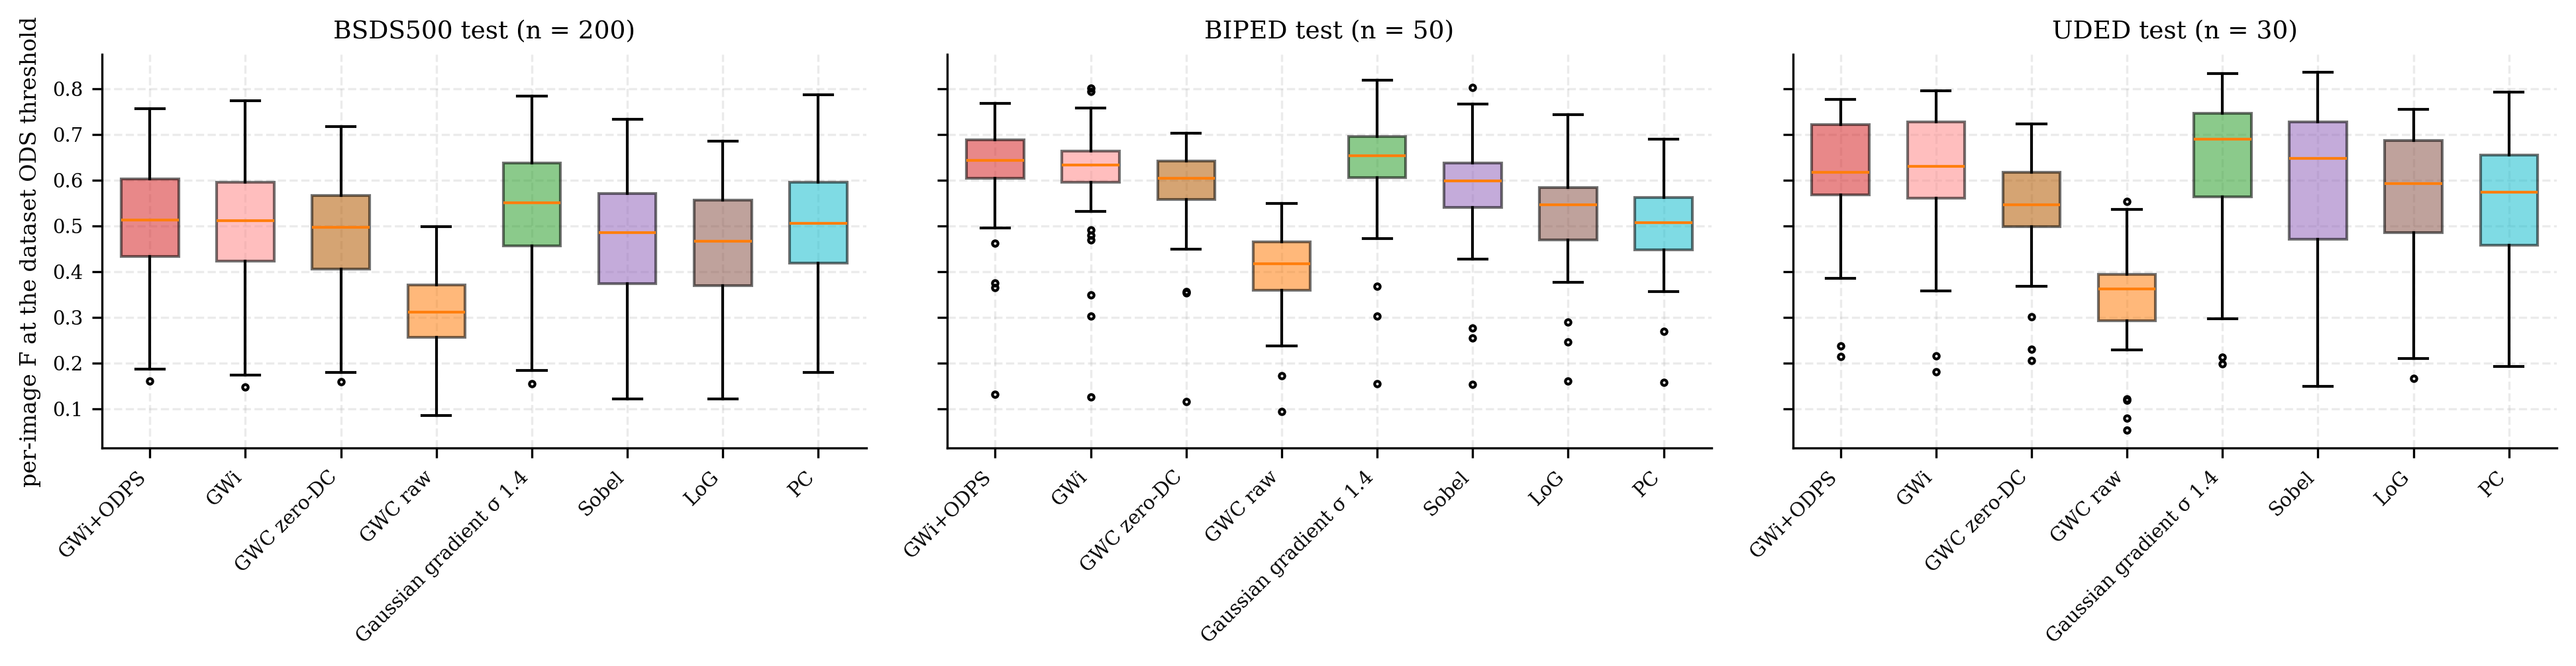 BSDS500 test (n = 200)
BIPED test (n = 50)
UDED test (n = 30)
per-image F at the dataset ODS threshold
0.8
0.7
0.6
0.5
0.4
0.3
0.2
0.1
GWi+ODPS
GWi
GWC zero-DC
GWC raw
Gaussian gradient σ 1.4
Sobel
LoG
PC
GWi+ODPS
GWi
GWC zero-DC
GWC raw
Gaussian gradient σ 1.4
Sobel
LoG
PC
GWi+ODPS
GWi
GWC zero-DC
GWC raw
Gaussian gradient σ 1.4
Sobel
LoG
PC